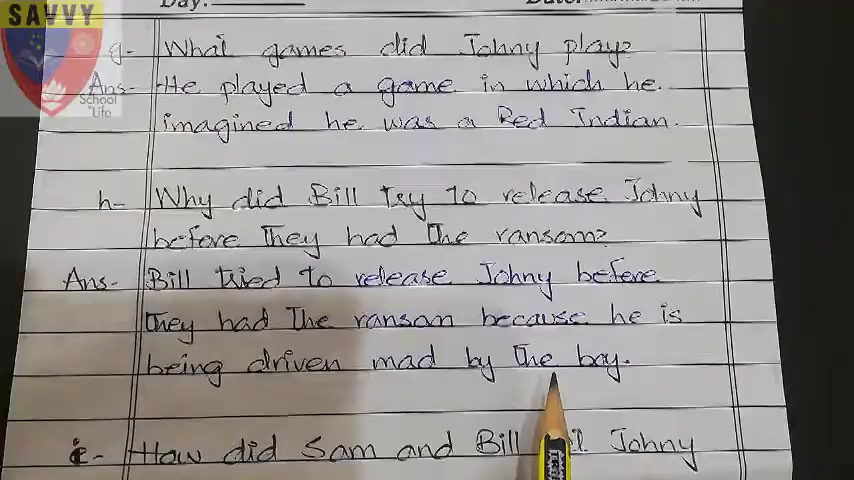 Day:
Date:
SAVVY
School "Life
g- What games did Johny play?
Ans- He played a game in which he
imagined he was a Red Indian.
h- Why did Bill try to release Johny
before they had the ransom?
Ans- Bill tried to release Johny before
they had the ransom because he is
being driven mad by the boy.
i- How did Sam and Bill Johny